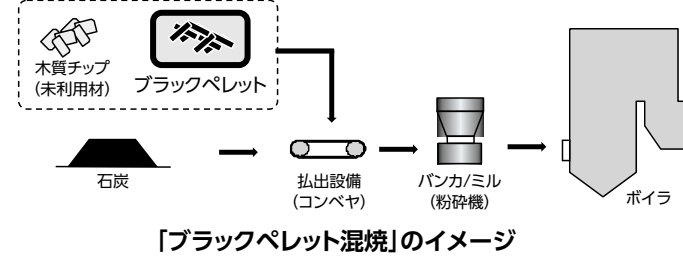 木質チップ
(未利用材)
ブラックペレット
石炭
払出設備
(コンベヤ)
バンカ/ミル
(粉砕機)
ボイラ
「ブラックペレット混焼」のイメージ